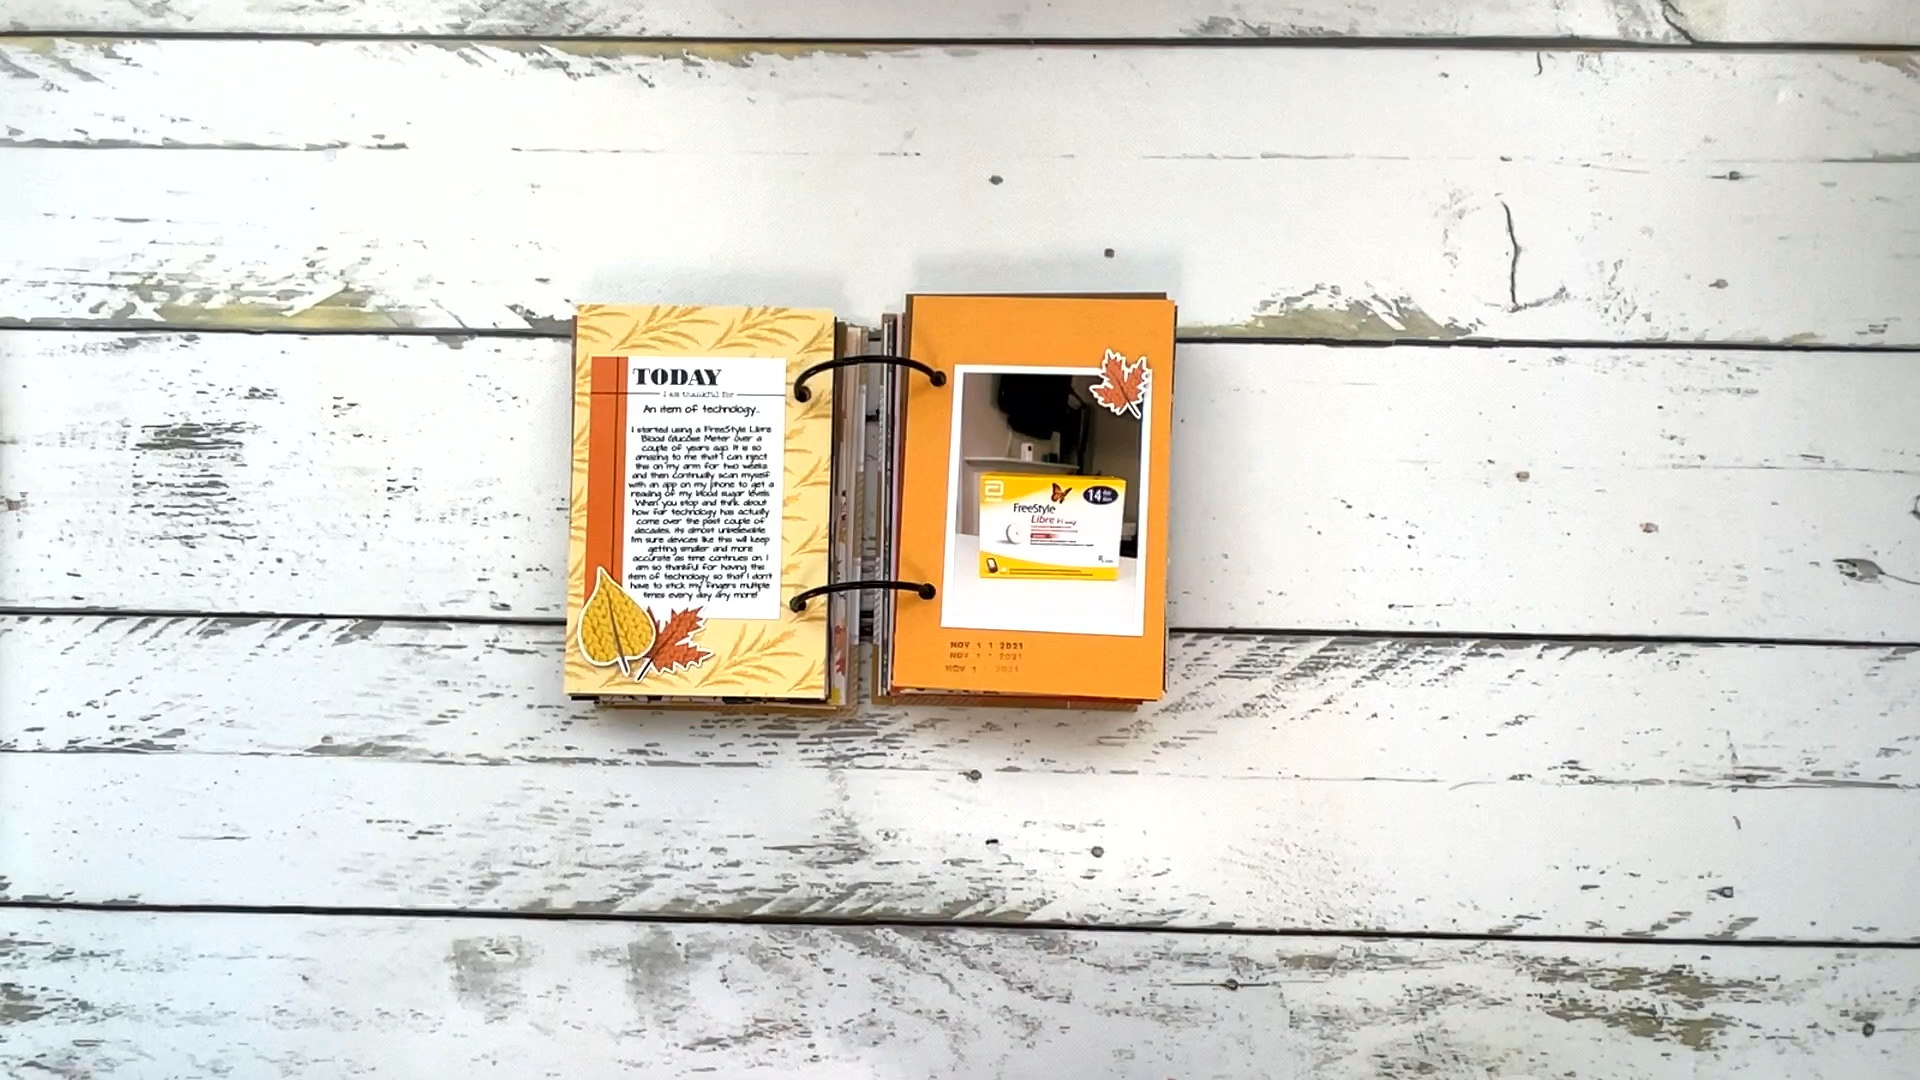 TODAY
I am thankful for
An item of technology...
I started using a FreeStyle Libre
Blood Glucose Meter over a
couple of years ago. It is so
amazing to me that I can inject
this on my arm for two weeks
and then continually scan myself
with an app on my phone to get a
reading of my blood sugar levels.
When you stop and think about
how far technology has actually
come over the past couple of
decades, its almost unbelievable.
I'm sure devices like this will keep
getting smaller and more
accurate as time continues on. I
am so thankful for having this
item of technology so that I don't
have to stick my fingers multiple
times every day any more!
14
FreeStyle
Libre
NOV 1 1 2021
NOV 1 1 2021
NOV 1 2021